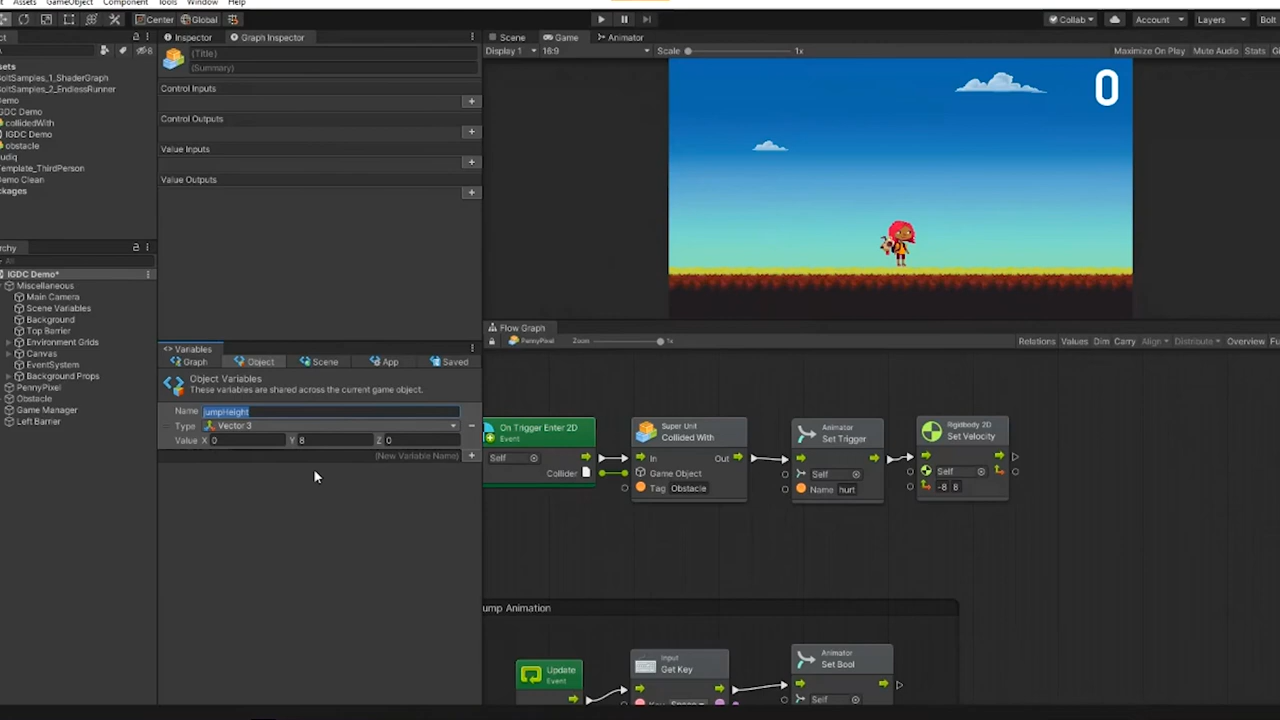 Assets GameObject Component Tools Window Help
Center Global Collab Account Layers Bolt
Inspector Graph Inspector
(Title)
(Summary)
Control Inputs
Control Outputs
Value Inputs
Value Outputs
BoltSamples_1_ShaderGraph
BoltSamples_2_EndlessRunner
Demo
IGDC Demo
collidedWith
IGDC Demo
obstacle
Template_ThirdPerson
Demo Clean
Packages
IGDC Demo*
Miscellaneous
Main Camera
Scene Variables
Background
Top Barrier
Environment Grids
Canvas
EventSystem
Background Props
PennyPixel
Obstacle
Game Manager
Left Barrier
Variables
Graph Object Scene App Saved
Object Variables
These variables are shared across the current game object.
Name jumpHeight
Type Vector 3
Value X 0 Y 8 Z 0
(New Variable Name)
Scene Game Animator
Display 1 16:9 Scale 1x Maximize On Play Mute Audio Stats
0
Flow Graph
PennyPixel Zoom 1x Relations Values Dim Carry Align Distribute Overview
On Trigger Enter 2D
Event
Self
Collider
Super Unit
Collided With
In Out
Game Object
Tag Obstacle
Animator
Set Trigger
Self
Name hurt
Rigidbody 2D
Set Velocity
Self
-8 8
ump Animation
Update
Event
Input
Get Key
Animator
Set Bool
Self